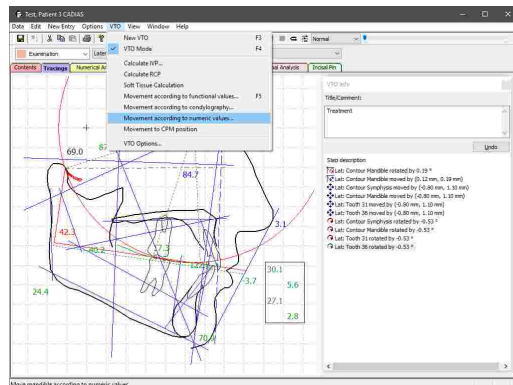 Test, Patient 3 CADIAS
Data Edit New Entry Options VTO View Window Help
Normal
Examination
Later
Contents Tracings Numerical An
al Analysis Incisal Pin
New VTO F3
VTO Mode F4
Calculate IVP...
Calculate RCP
Soft Tissue Calculation
Movement according to functional values... F5
Movement according to condylography...
Movement according to numeric values...
Movement to CPM position
VTO Options...
VTO Info
Title/Comment:
Treatment
Undo
Step description
Lat: Contour Mandible rotated by 0.19 °
Lat: Contour Mandible moved by (0.12 mm, 0.19 mm)
Lat: Contour Symphysis moved by (-0.80 mm, 1.10 mm)
Lat: Contour Mandible moved by (-0.80 mm, 1.10 mm)
Lat: Tooth 31 moved by (-0.80 mm, 1.10 mm)
Lat: Tooth 36 moved by (-0.80 mm, 1.10 mm)
Lat: Contour Symphysis rotated by -0.53 °
Lat: Contour Mandible rotated by -0.53 °
Lat: Tooth 31 rotated by -0.53 °
Lat: Tooth 36 rotated by -0.53 °
69.0
87
84.7
3.1
42.3
40.2
-3.7
24.4
30.1
5.6
27.1
2.8
Move mandible according to numeric values